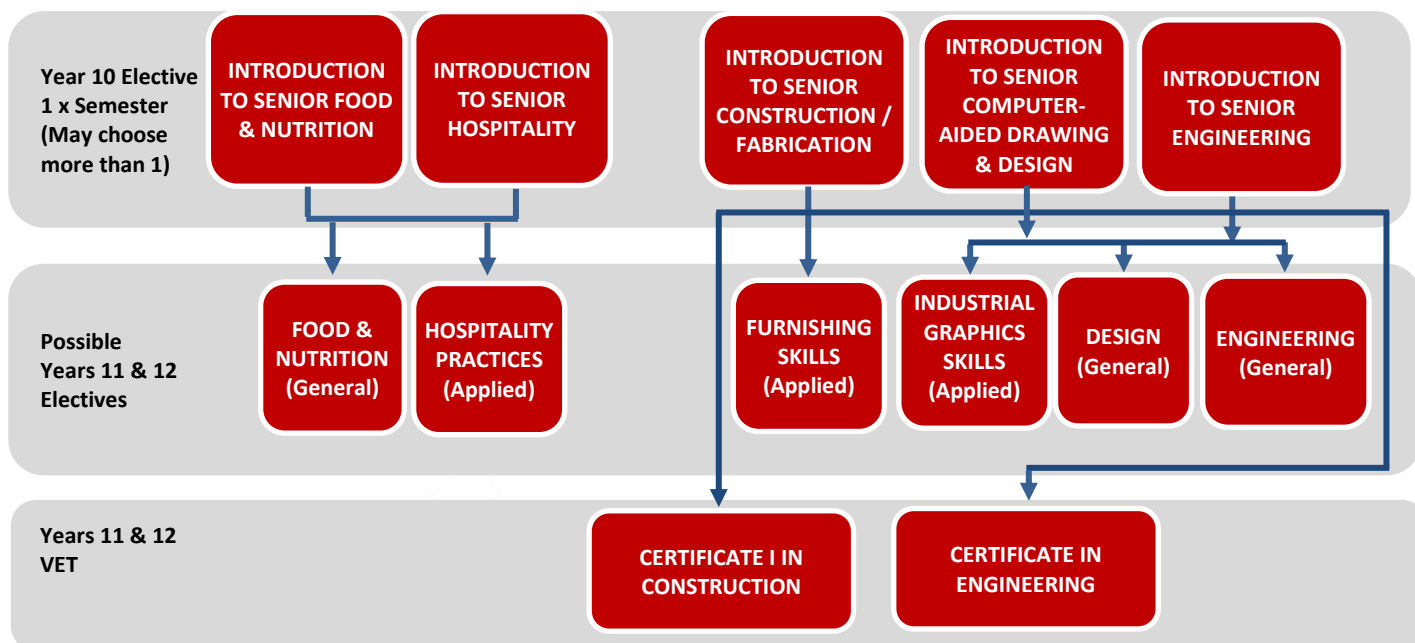 Year 10 Elective
1 x Semester
(May choose
more than 1)
INTRODUCTION
TO SENIOR FOOD
& NUTRITION
INTRODUCTION
TO SENIOR
HOSPITALITY
INTRODUCTION
TO SENIOR
CONSTRUCTION /
FABRICATION
INTRODUCTION
TO SENIOR
COMPUTER-
AIDED DRAWING
& DESIGN
INTRODUCTION
TO SENIOR
ENGINEERING
Possible
Years 11 & 12
Electives
FOOD &
NUTRITION
(General)
HOSPITALITY
PRACTICES
(Applied)
FURNISHING
SKILLS
(Applied)
INDUSTRIAL
GRAPHICS
SKILLS
(Applied)
DESIGN
(General)
ENGINEERING
(General)
Years 11 & 12
VET
CERTIFICATE I IN
CONSTRUCTION
CERTIFICATE IN
ENGINEERING